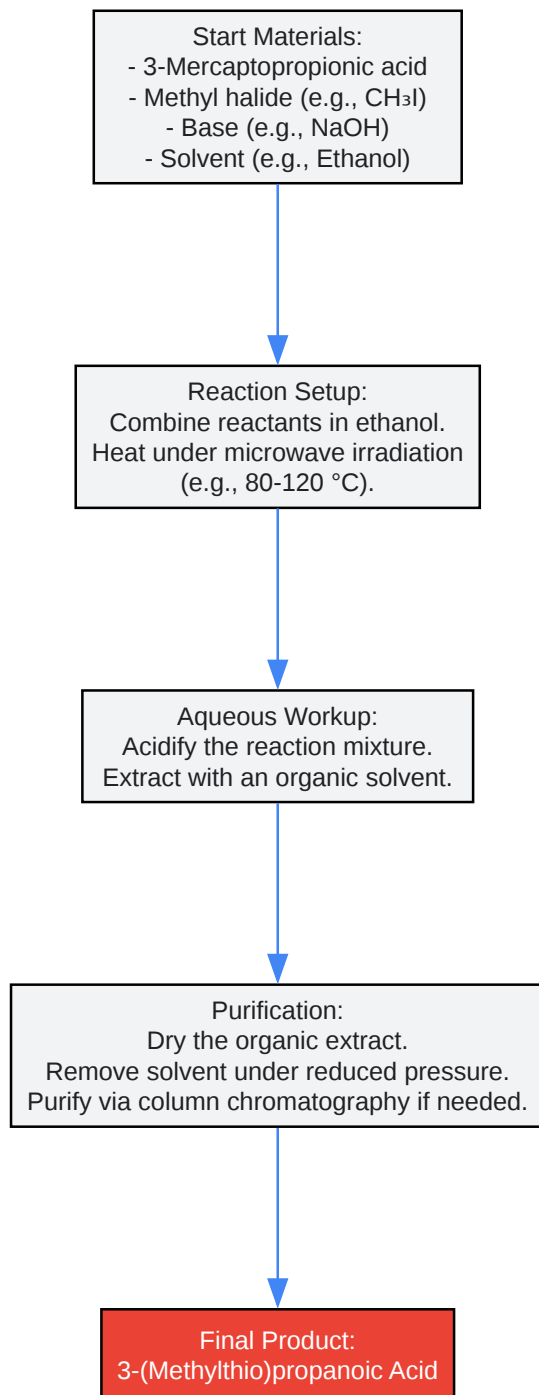 Start Materials:
- 3-Mercaptopropionic acid
- Methyl halide (e.g., CH₃I)
- Base (e.g., NaOH)
- Solvent (e.g., Ethanol)
Reaction Setup:
Combine reactants in ethanol.
Heat under microwave irradiation
(e.g., 80-120 °C).
Aqueous Workup:
Acidify the reaction mixture.
Extract with an organic solvent.
Purification:
Dry the organic extract.
Remove solvent under reduced pressure.
Purify via column chromatography if needed.
Final Product:
3-(Methylthio)propanoic Acid